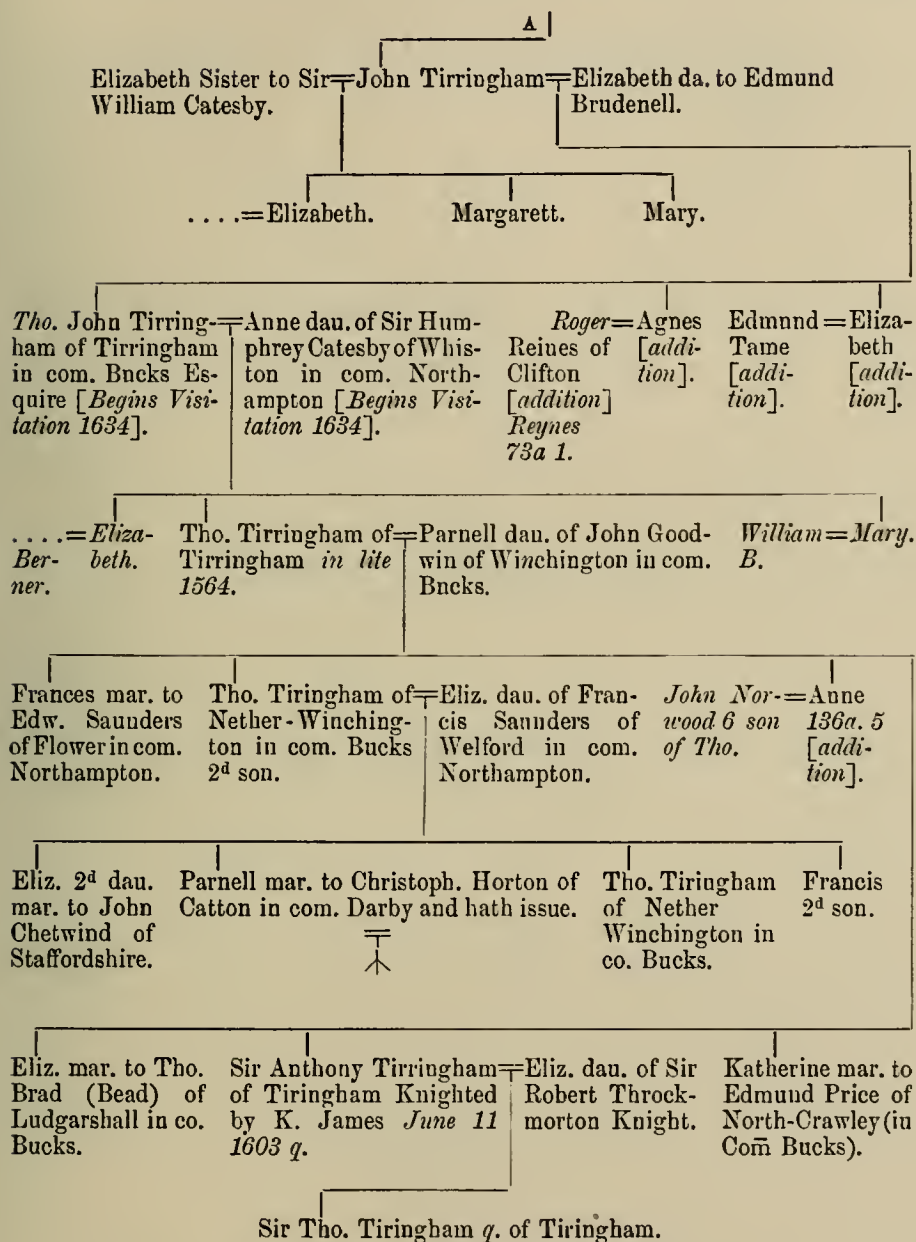 A
Elizabeth Sister to Sir=John Tirringham=Elizabeth da. to Edmund
William Catesby.
Brudenell.
. . . .=Elizabeth. Margarett. Mary.
Tho. John Tirring-
ham of Tirringham
in com. Bncks Es-
quire [Begins Visi-
tation 1634].
=Anne dau. of Sir Hum-
phrey Catesby of Whis-
ton in com. North-
ampton [Begins Visi-
tation 1634].
Roger=
Reines of
Clifton
[addition]
Reynes
73a 1.
Agnes
[addi-
tion].
Edmnnd=
Tame
[addi-
tion].
Eliza-
beth
[addi-
tion].
. . . .=
Ber-
ner.
Eliza-
beth.
Tho. Tirringham of=
Tirringham in lite
1564.
Parnell dau. of John Good-
win of Winchington in com.
Bncks.
William=Mary.
B.
Frances mar. to
Edw. Saunders
of Flower in com.
Northampton.
Tho. Tiringham of=
Nether-Winching-
ton in com. Bucks
2d son.
Eliz. dau. of Fran-
cis Saunders of
Welford in com.
Northampton.
John Nor-=
wood 6 son
of Tho.
Anne
136a. 5
[addi-
tion].
Eliz. 2d dau.
mar. to John
Chetwind of
Staffordshire.
Parnell mar. to Christoph. Horton of
Catton in com. Darby and hath issue.
Tho. Tiringham
of Nether
Winchington in
co. Bucks.
Francis
2d son.
Eliz. mar. to Tho.
Brad (Bead) of
Ludgarshall in co.
Bucks.
Sir Anthony Tirringham=
of Tiringham Knighted
by K. James June 11
1603 q.
Eliz. dau. of Sir
Robert Throck-
morton Knight.
Katherine mar. to
Edmund Price of
North-Crawley (in
Com̄ Bucks).
Sir Tho. Tiringham q. of Tiringham.